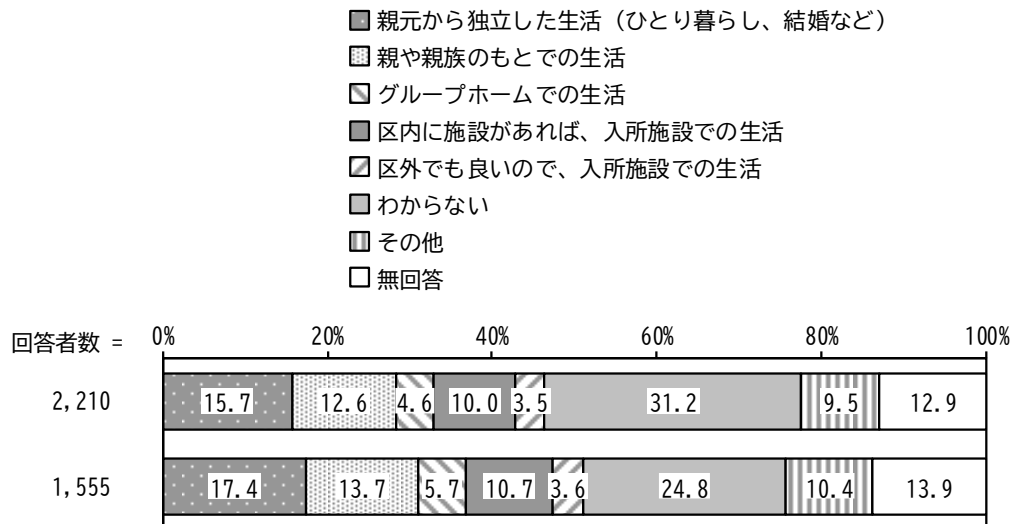 親元から独立した生活（ひとり暮らし、結婚など）
親や親族のもとでの生活
グループホームでの生活
区内に施設があれば、入所施設での生活
区外でも良いので、入所施設での生活
わからない
その他
無回答
回答者数 = 0% 20% 40% 60% 80% 100%
2,210 15.7 12.6 4.6 10.0 3.5 31.2 9.5 12.9
1,555 17.4 13.7 5.7 10.7 3.6 24.8 10.4 13.9